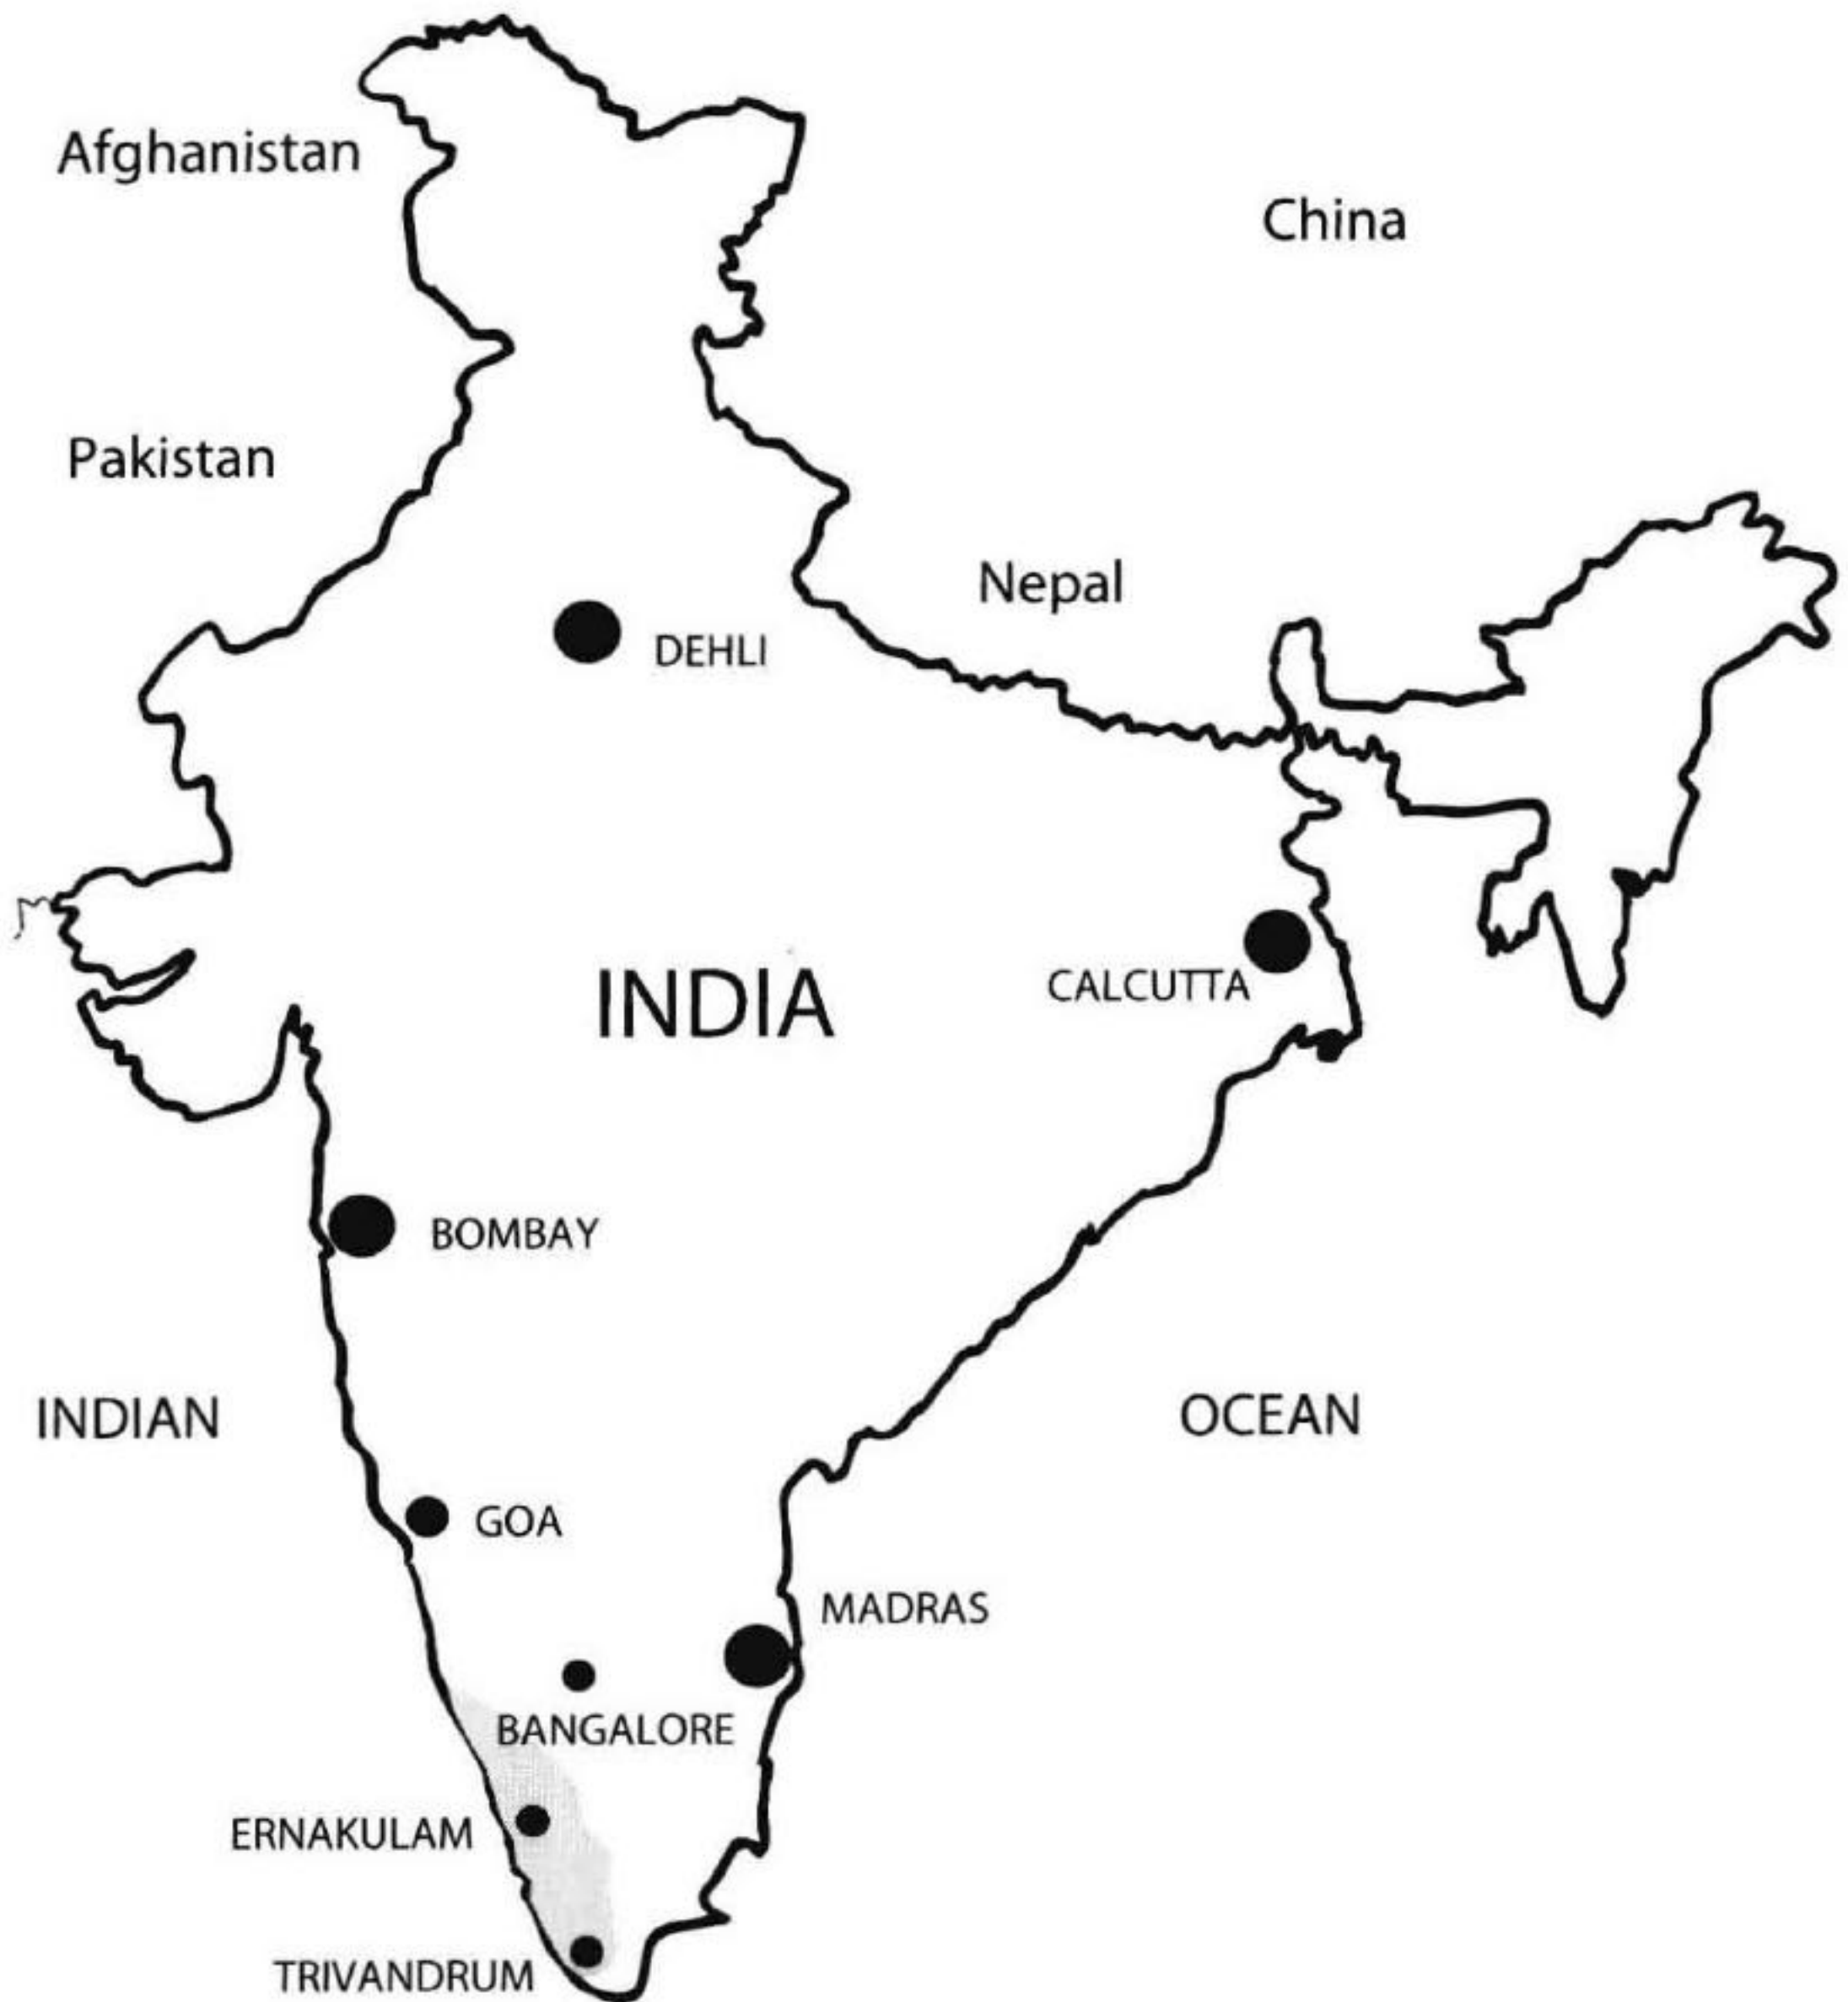 Afghanistan
China
Pakistan
Nepal
DEHLI
CALCUTTA
INDIA
BOMBAY
INDIAN
OCEAN
GOA
MADRAS
BANGALORE
ERNAKULAM
TRIVANDRUM